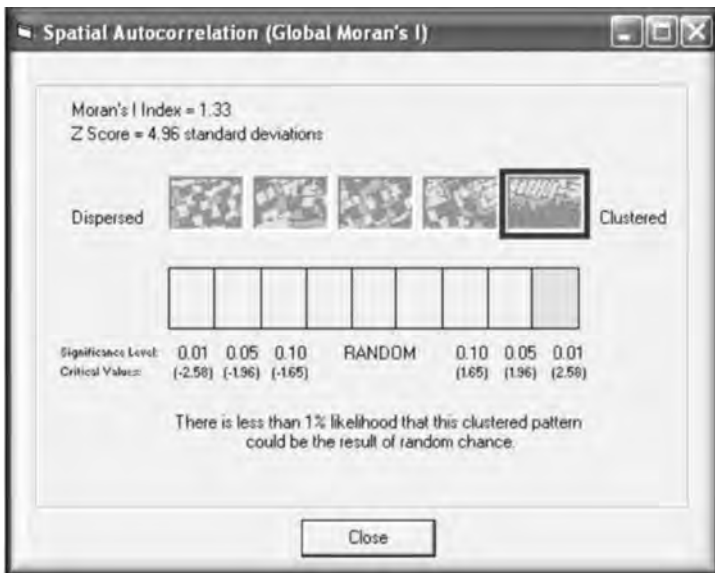 Spatial Autocorrelation (Global Moran's I)
Moran's I Index = 1.33
Z Score = 4.96 standard deviations
Dispersed
Clustered
Significance Level: 0.01 0.05 0.10 RANDOM 0.10 0.05 0.01
Critical Values: (-2.58) (-1.96) (-1.65) (1.65) (1.96) (2.58)
There is less than 1% likelihood that this clustered pattern
could be the result of random chance.
Close